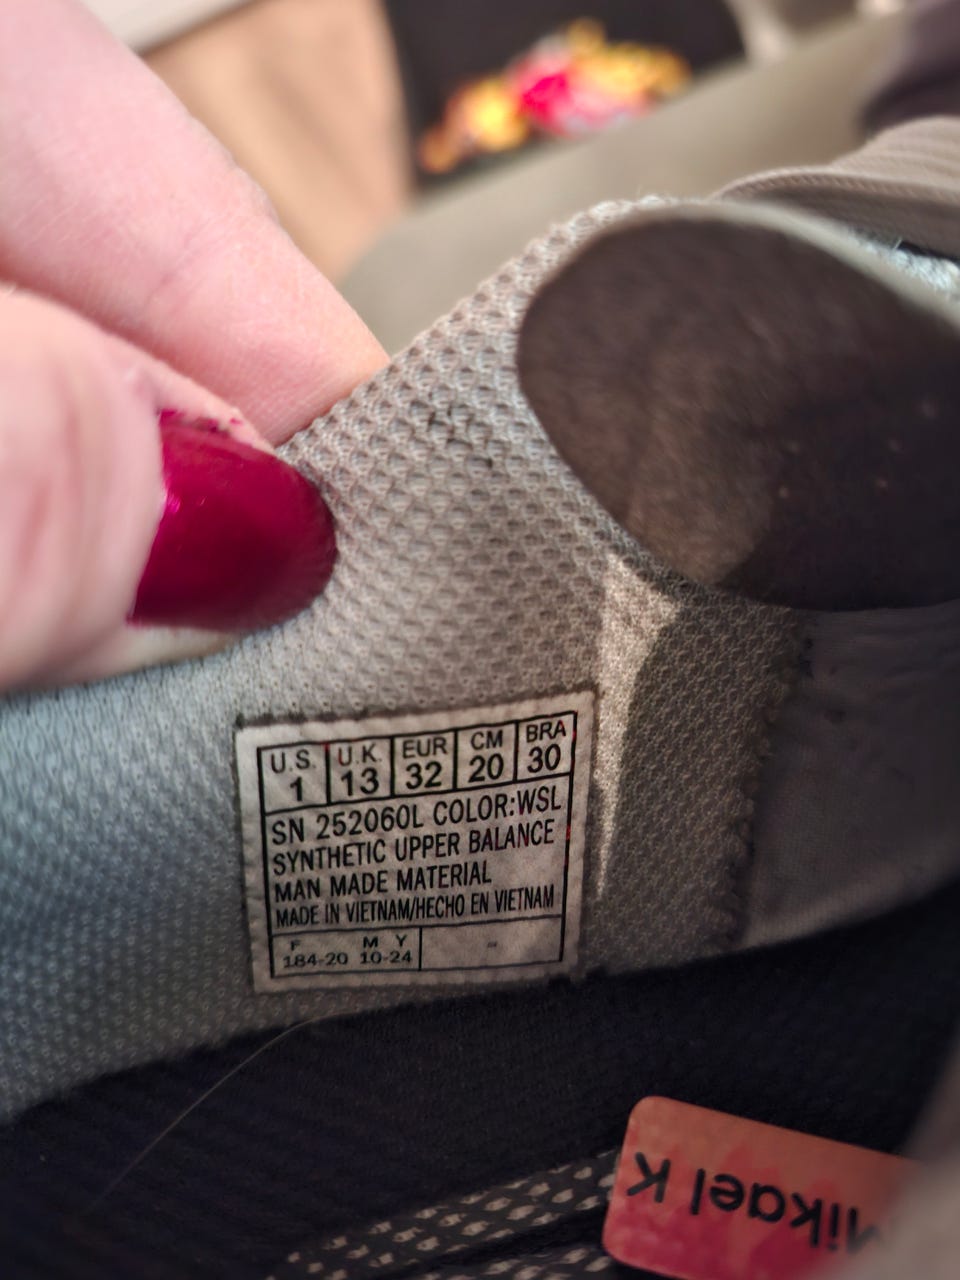 U.S. U.K. EUR CM BRA
1 13 32 20 30
SN 252060L COLOR:WSL
SYNTHETIC UPPER BALANCE
MAN MADE MATERIAL
MADE IN VIETNAM/HECHO EN VIETNAM
F M Y
184-20 10-24
Mikael K